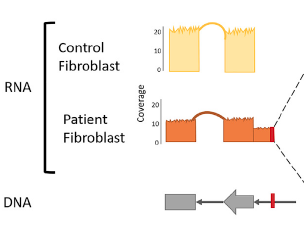 Control
Fibroblast
20
10
0
RNA
Coverage
Patient
Fibroblast
20
10
0
DNA